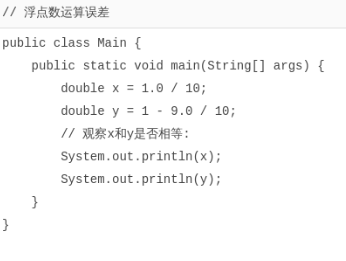 // 浮点数运算误差
public class Main {
    public static void main(String[] args) {
        double x = 1.0 / 10;
        double y = 1 - 9.0 / 10;
        // 观察x和y是否相等:
        System.out.println(x);
        System.out.println(y);
    }
}